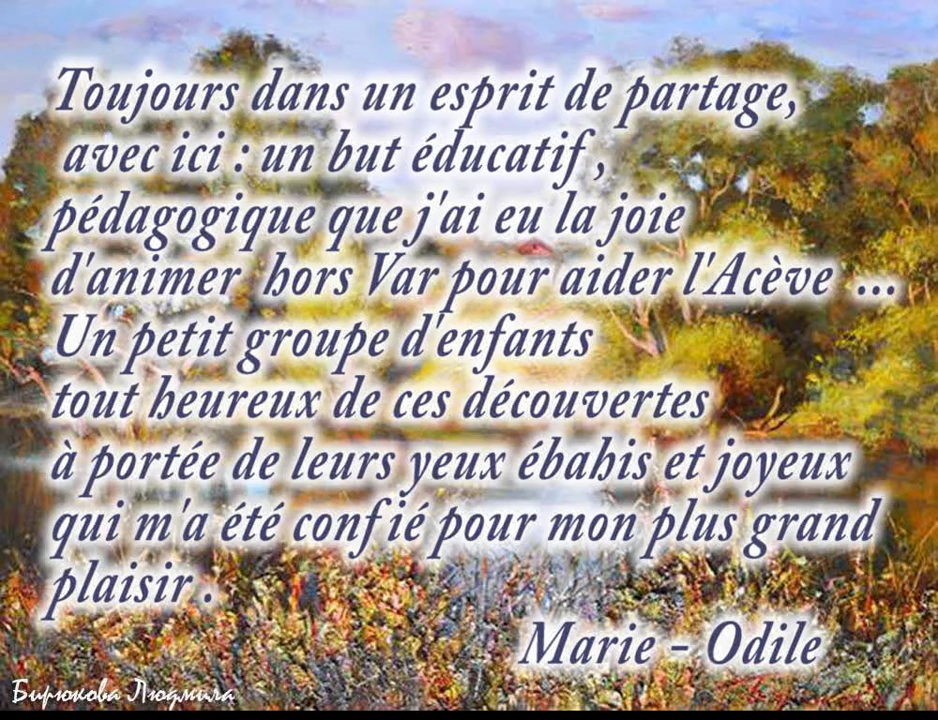 Toujours dans un esprit de partage,
avec ici : un but éducatif ,
pédagogique que j'ai eu la joie
d'animer hors Var pour aider l'Acève ...
Un petit groupe d'enfants
tout heureux de ces découvertes
à portée de leurs yeux ébahis et joyeux
qui m'a été confié pour mon plus grand
plaisir .
Marie - Odile
Бирюкова Людмила